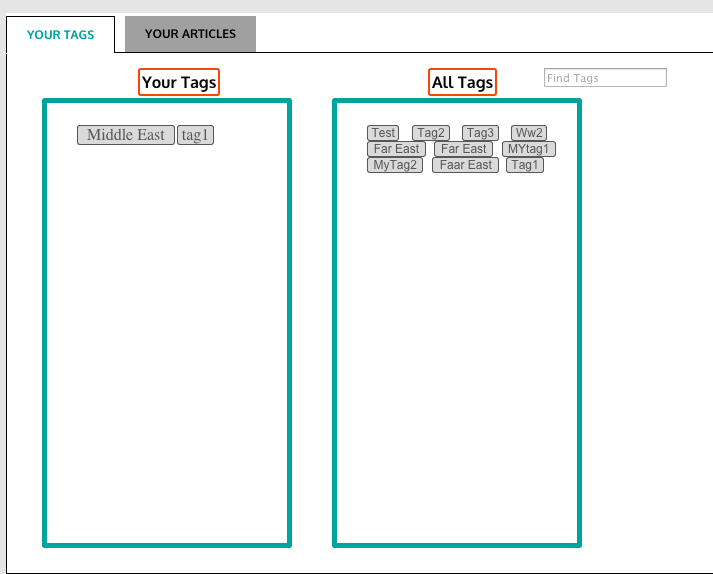 YOUR TAGS YOUR ARTICLES
Your Tags All Tags Find Tags
Middle East tag1
Test Tag2 Tag3 Ww2
Far East Far East MYtag1
MyTag2 Faar East Tag1